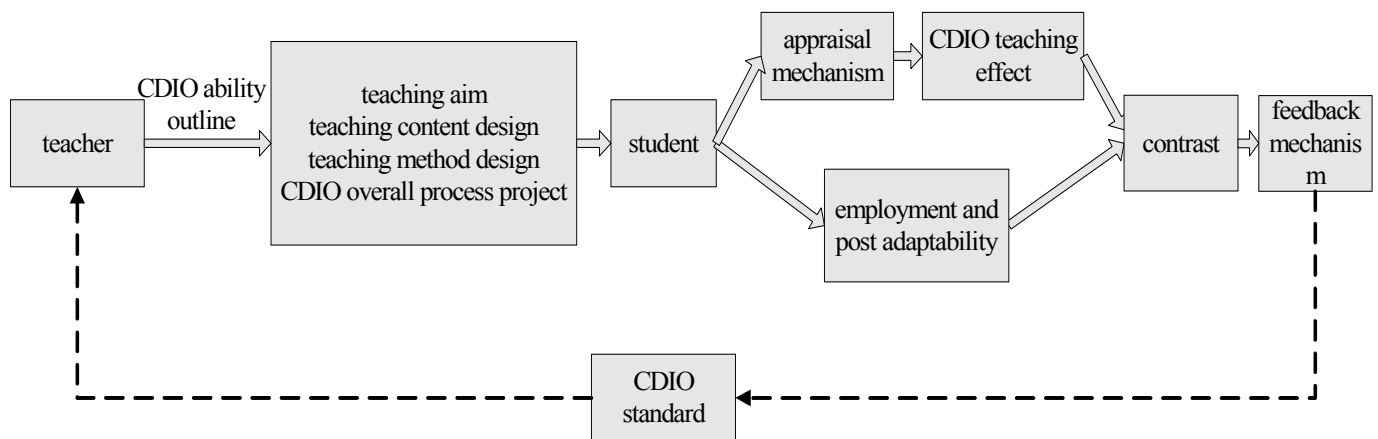 teacher
CDIO ability
outline
teaching aim
teaching content design
teaching method design
CDIO overall process project
student
appraisal
mechanism
CDIO teaching
effect
employment and
post adaptability
contrast
feedback
mechanis
m
CDIO
standard